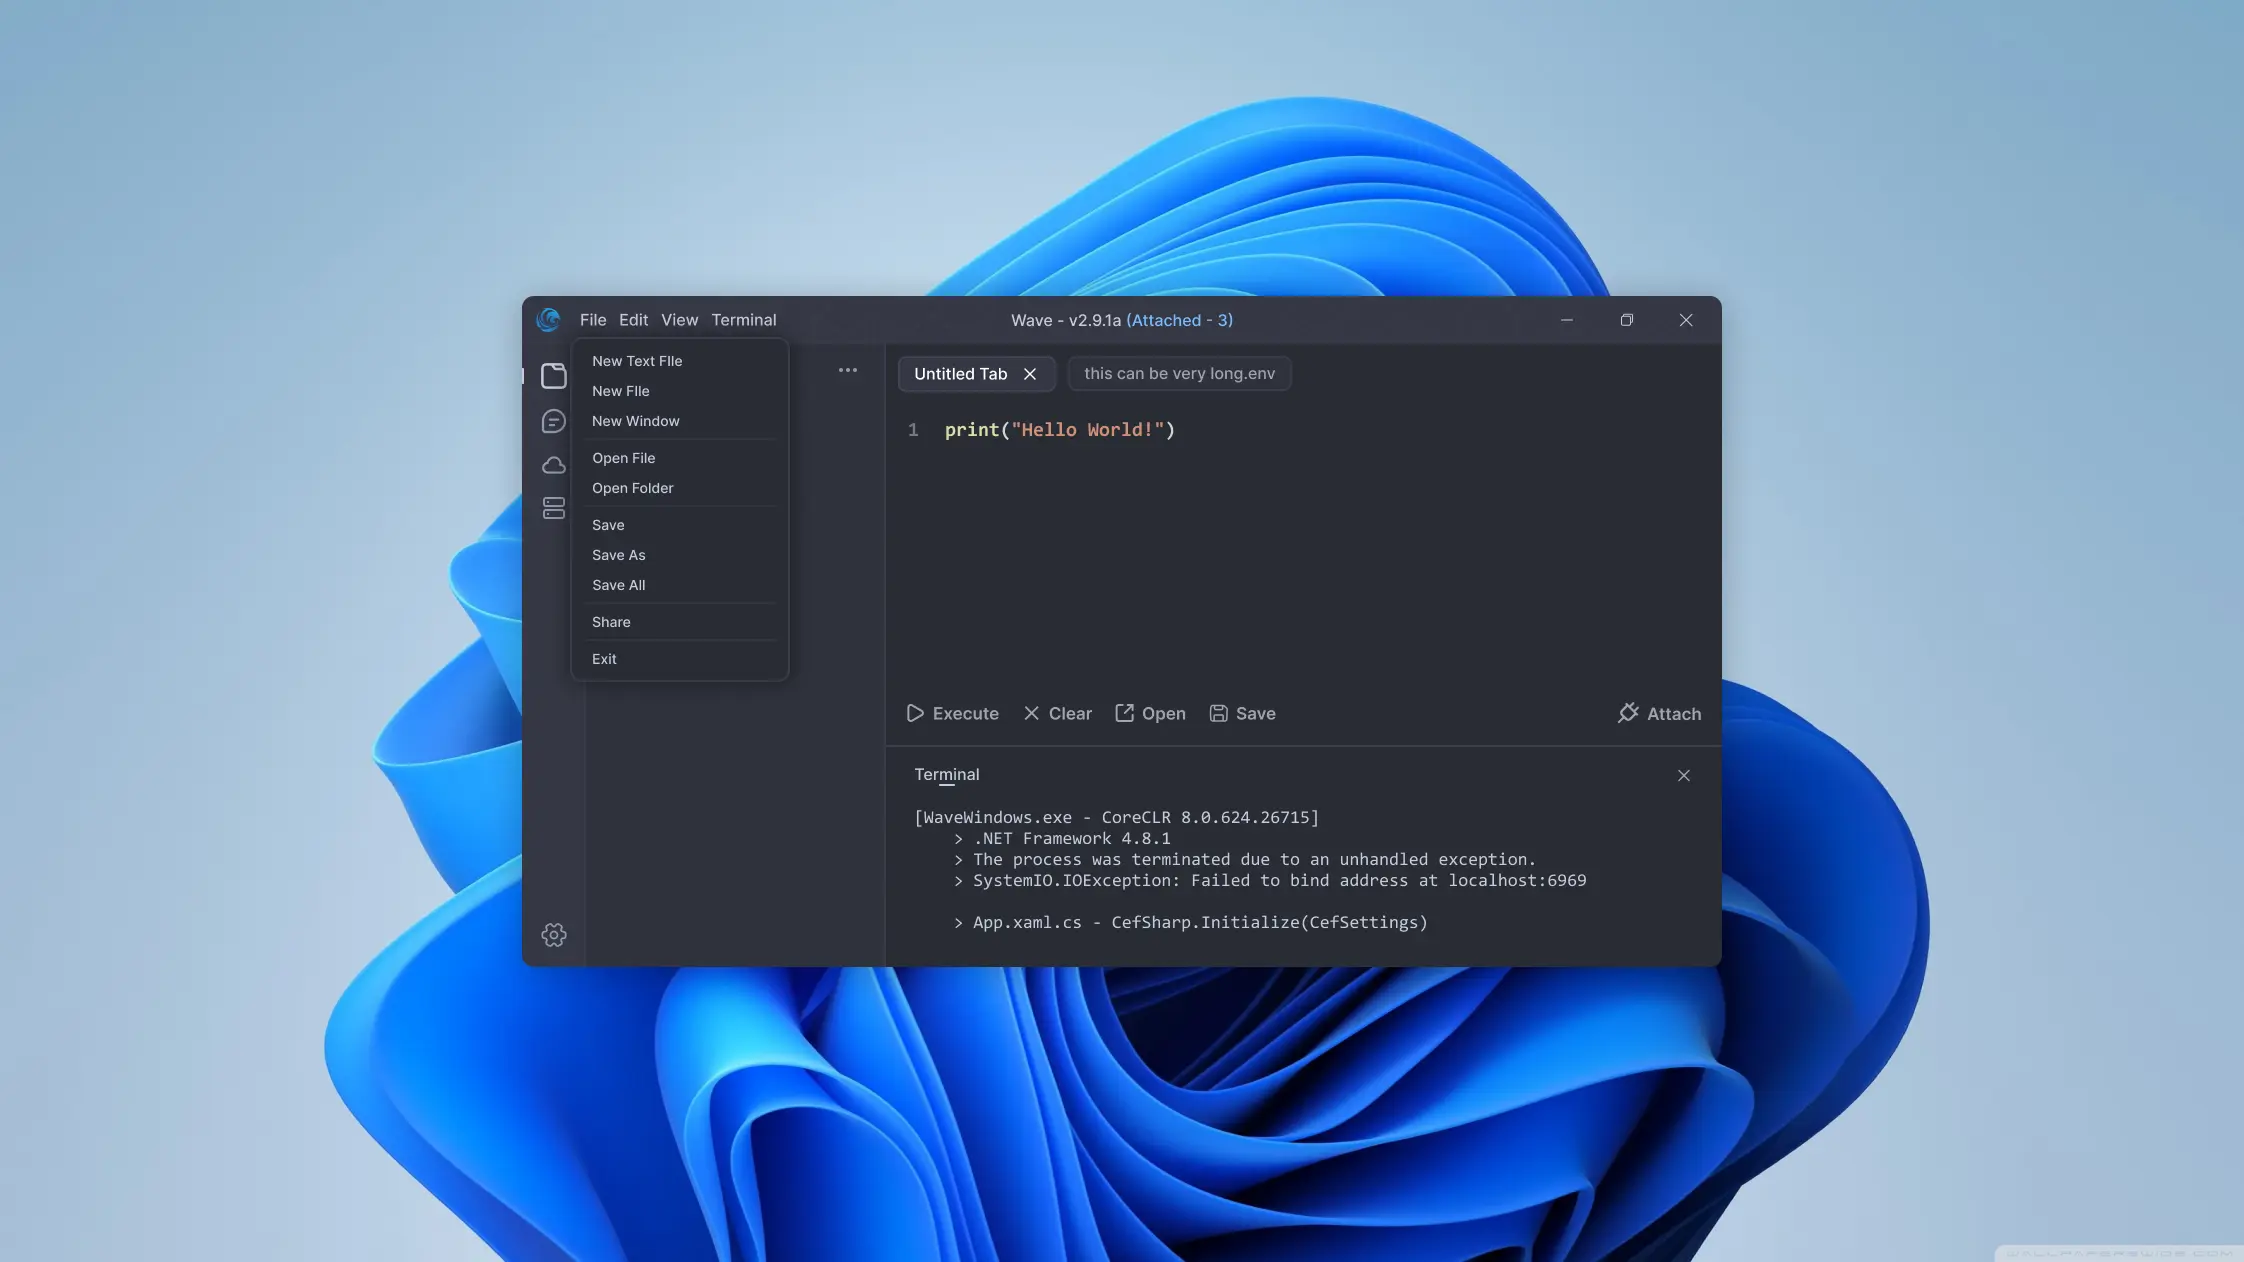 File Edit View Terminal
Wave - v2.9.1a (Attached - 3)
New Text FIle
New FIle
New Window
Open File
Open Folder
Save
Save As
Save All
Share
Exit
Untitled Tab
this can be very long.env
1 print("Hello World!")
Execute Clear Open Save Attach
Terminal
[WaveWindows.exe - CoreCLR 8.0.624.26715]
> .NET Framework 4.8.1
> The process was terminated due to an unhandled exception.
> SystemIO.IOException: Failed to bind address at localhost:6969
> App.xaml.cs - CefSharp.Initialize(CefSettings)
WALLPAPERSWIDE.COM